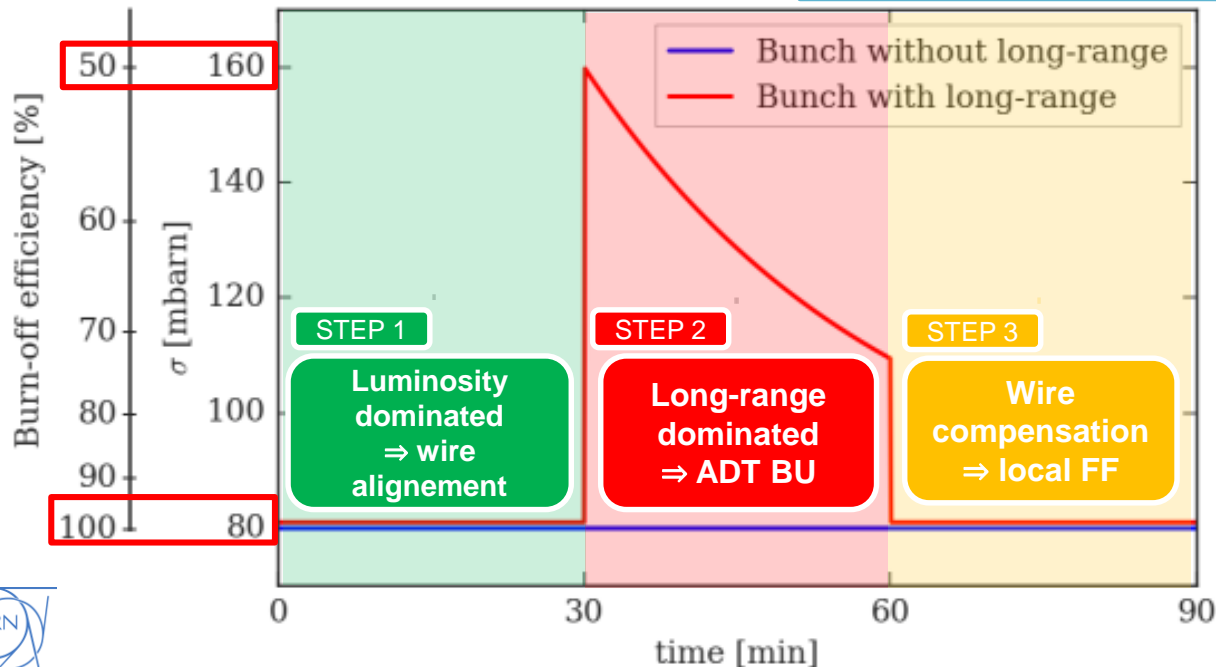 Burn-off efficiency [%]
50
60
70
80
90
100
σ [mbarn]
160
140
120
100
80
Bunch without long-range
Bunch with long-range
STEP 1
Luminosity
dominated
⇒ wire
alignement
STEP 2
Long-range
dominated
⇒ ADT BU
STEP 3
Wire
compensation
⇒ local FF
0
30
60
90
time [min]
RN